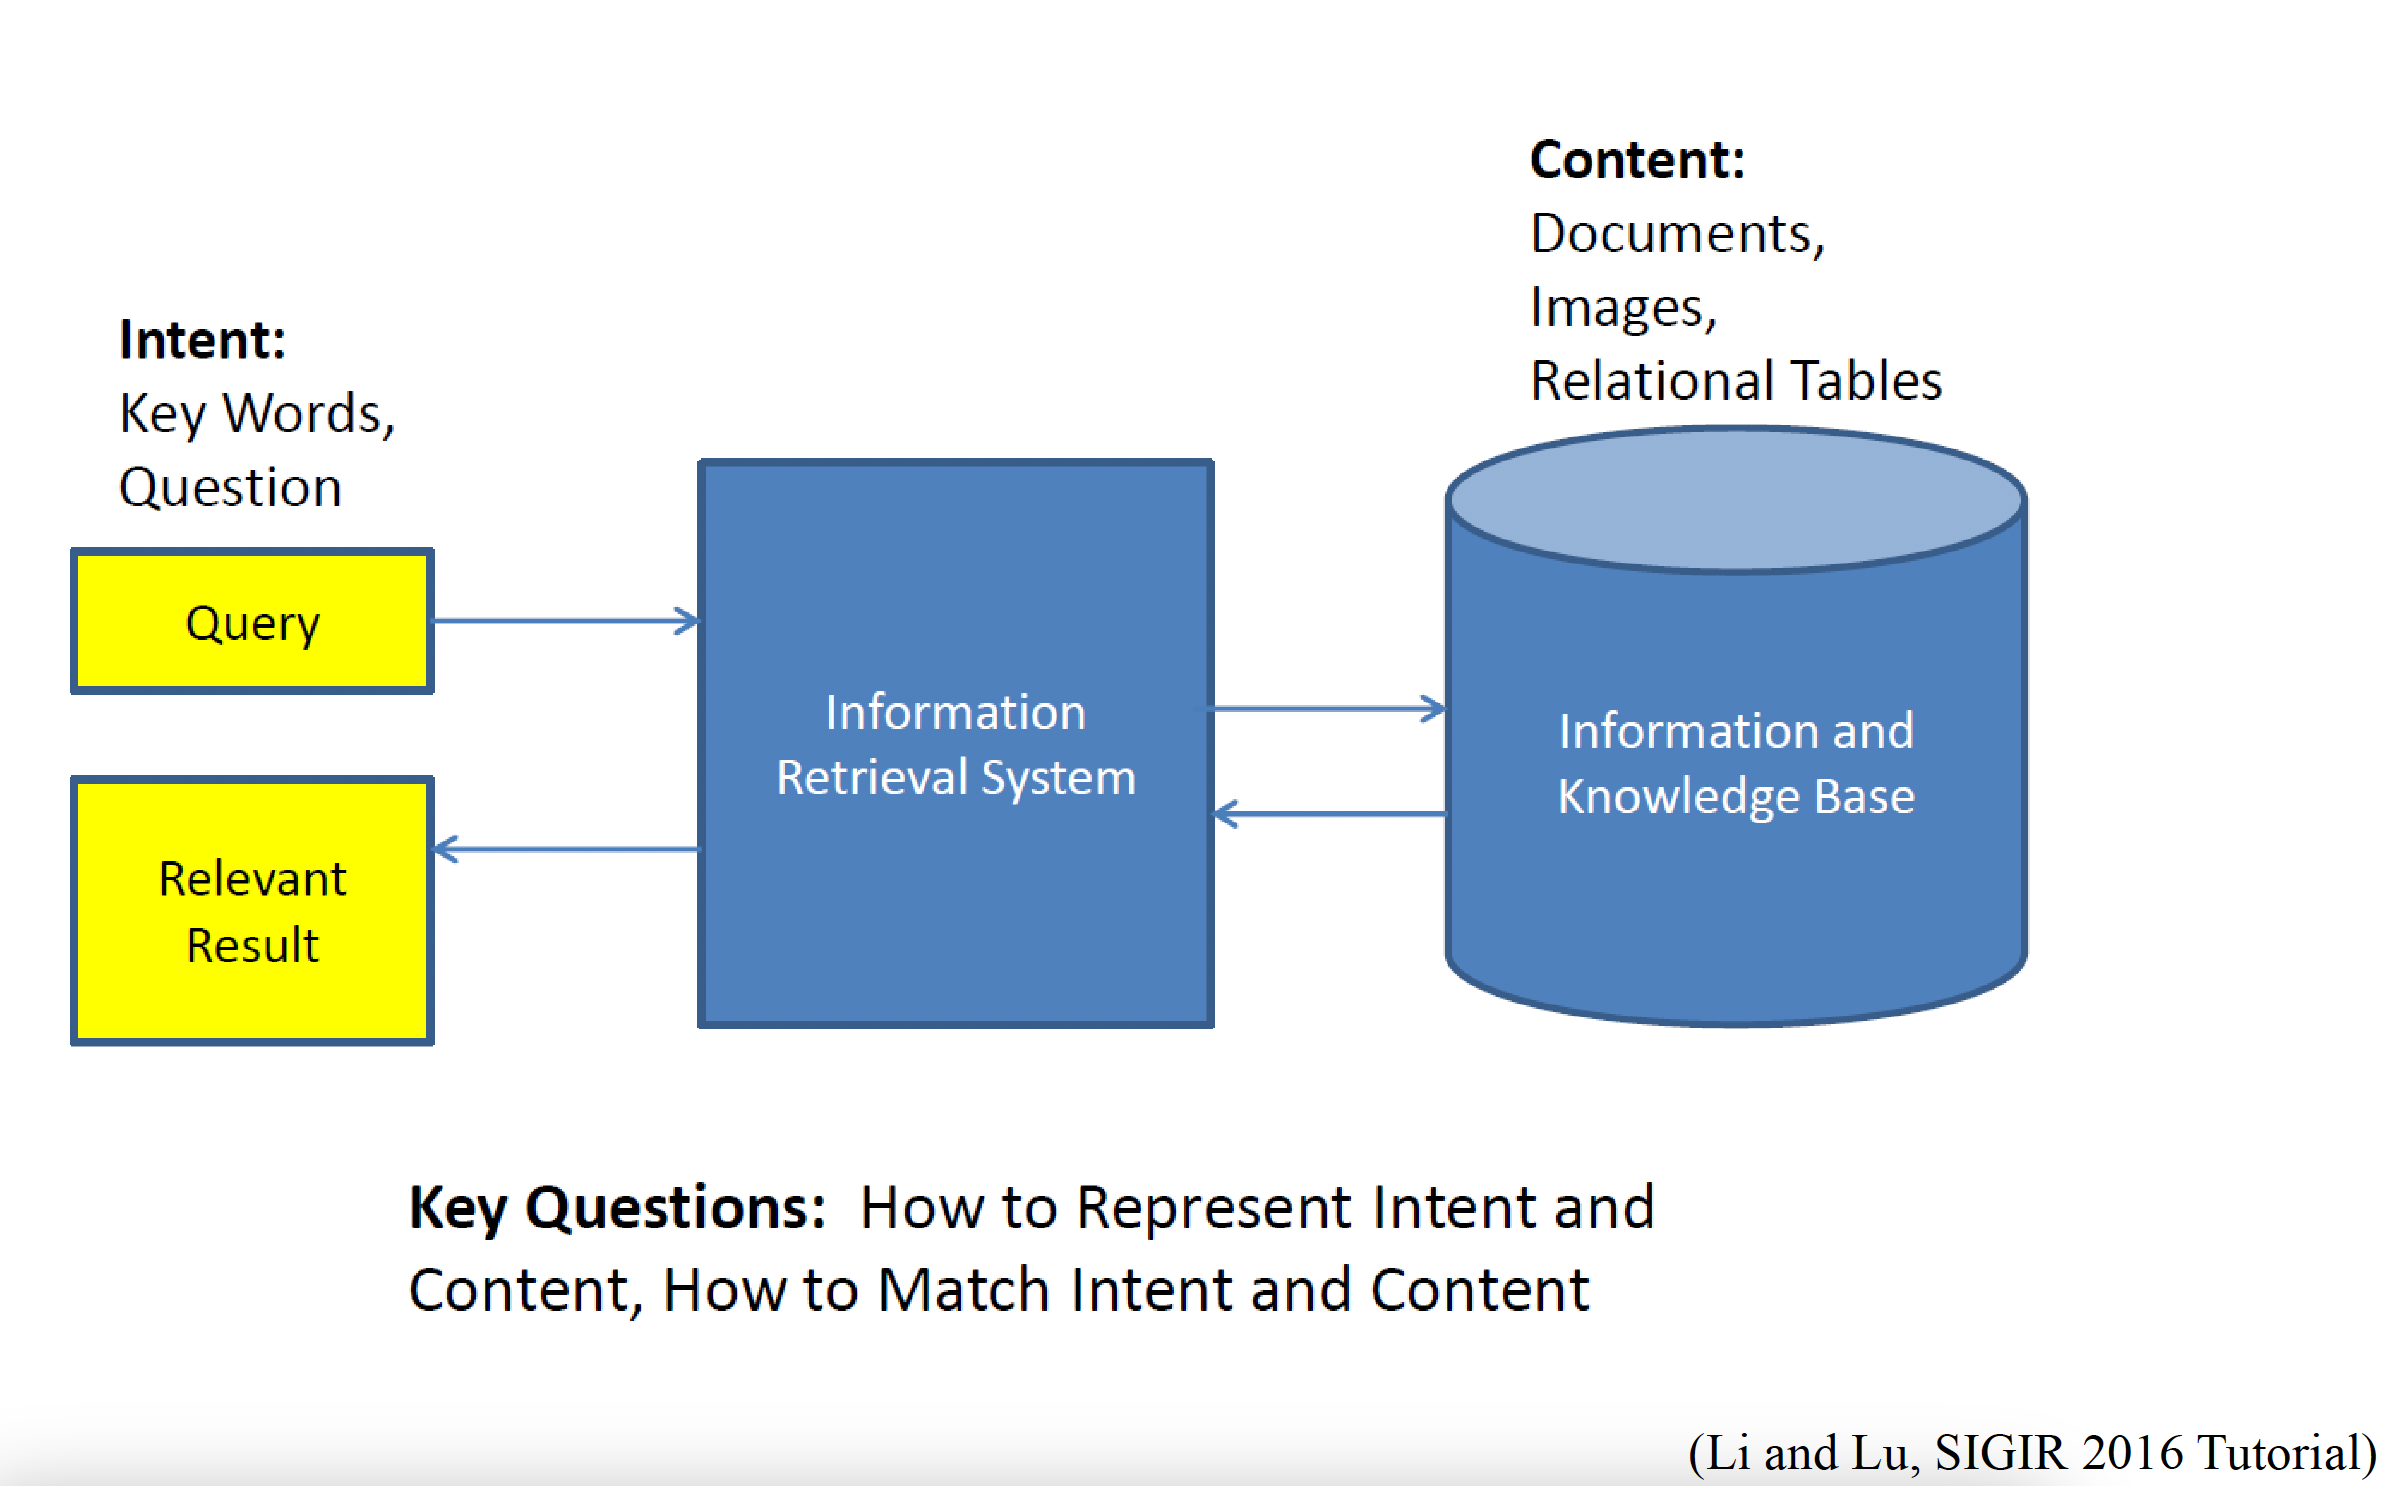 Content:
Documents,
Images,
Relational Tables
Intent:
Key Words,
Question
Query
Relevant
Result
Information
Retrieval System
Information and
Knowledge Base
Key Questions:  How to Represent Intent and
Content, How to Match Intent and Content
(Li and Lu, SIGIR 2016 Tutorial)